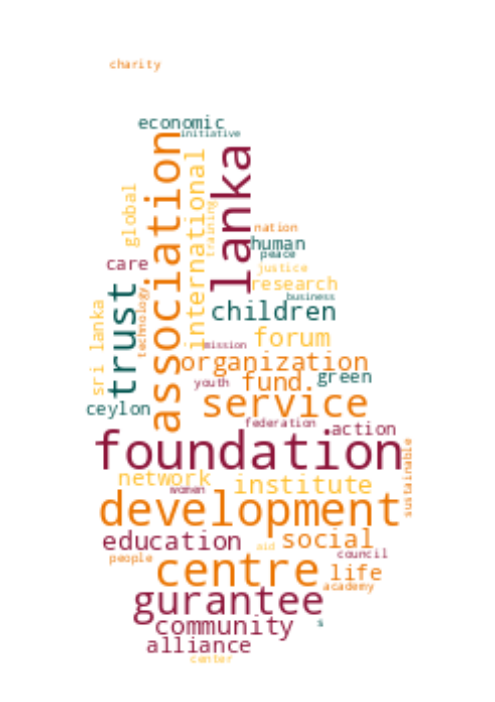 charity
economic
initiative
association
international
lanka
global
training
nation
human
peace
care
justice
research
trust
technology
business
children
sri lanka
mission
forum
organization
youth
fund.
green
ceylon
service
federation
action
foundation
sustainable
network
women
institute
development
education
aid
social
council
people
centre
life
academy
gurantee
community
s
alliance
center